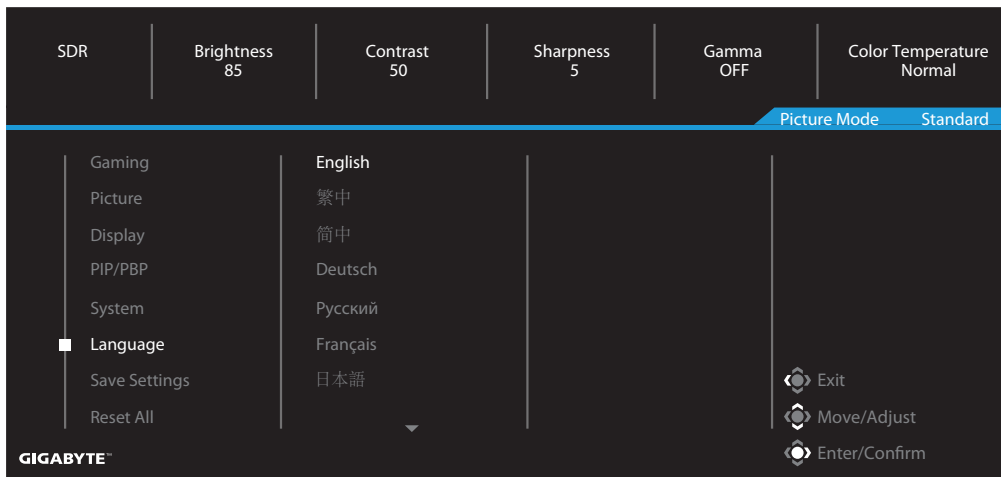 SDR
Brightness
85
Contrast
50
Sharpness
5
Gamma
OFF
Color Temperature
Normal
Picture Mode Standard
Gaming
Picture
Display
PIP/PBP
System
Language
Save Settings
Reset All
English
繁中
简中
Deutsch
Русский
Français
日本語
Exit
Move/Adjust
Enter/Confirm
GIGABYTE™